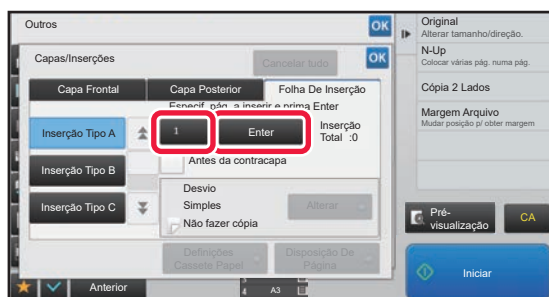 Outros
OK
Capas/Inserções
Cancelar tudo
OK
Capa Frontal
Capa Posterior
Folha De Inserção
Especif. pág. a inserir e prima Enter
Inserção Tipo A
1
Enter
Inserção
Total :0
Antes da contracapa
Inserção Tipo B
Desvio
Simples
Alterar
Não fazer cópia
Inserção Tipo C
Definições
Cassete Papel
Disposição De
Página
Anterior
4
A3
Original
Alterar tamanho/direção.
N-Up
Colocar várias pág. numa pág.
Cópia 2 Lados
Margem Arquivo
Mudar posição p/ obter margem
Pré-
visualização
CA
Iniciar